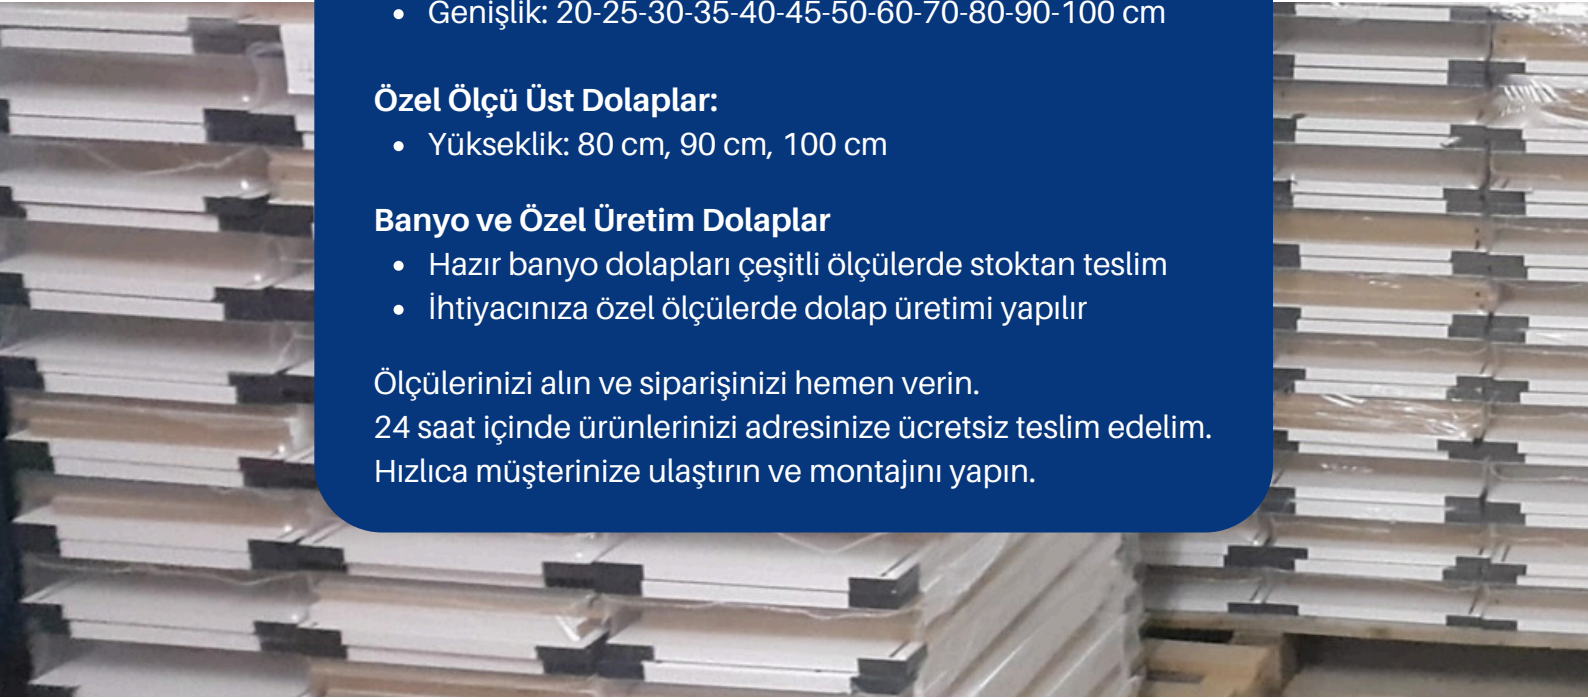 • Genişlik: 20-25-30-35-40-45-50-60-70-80-90-100 cm
Özel Ölçü Üst Dolaplar:
• Yükseklik: 80 cm, 90 cm, 100 cm
Banyo ve Özel Üretim Dolaplar
• Hazır banyo dolapları çeşitli ölçülerde stoktan teslim
• İhtiyacınıza özel ölçülerde dolap üretimi yapılır
Ölçülerinizi alın ve siparişinizi hemen verin.
24 saat içinde ürünlerinizi adresinize ücretsiz teslim edelim.
Hızlıca müşterinize ulaştırın ve montajını yapın.